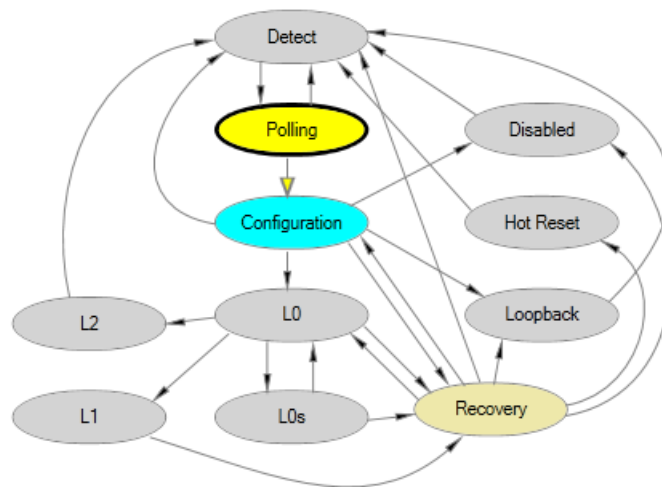 Detect
Polling
Disabled
Configuration
Hot Reset
L2
L0
Loopback
L1
L0s
Recovery